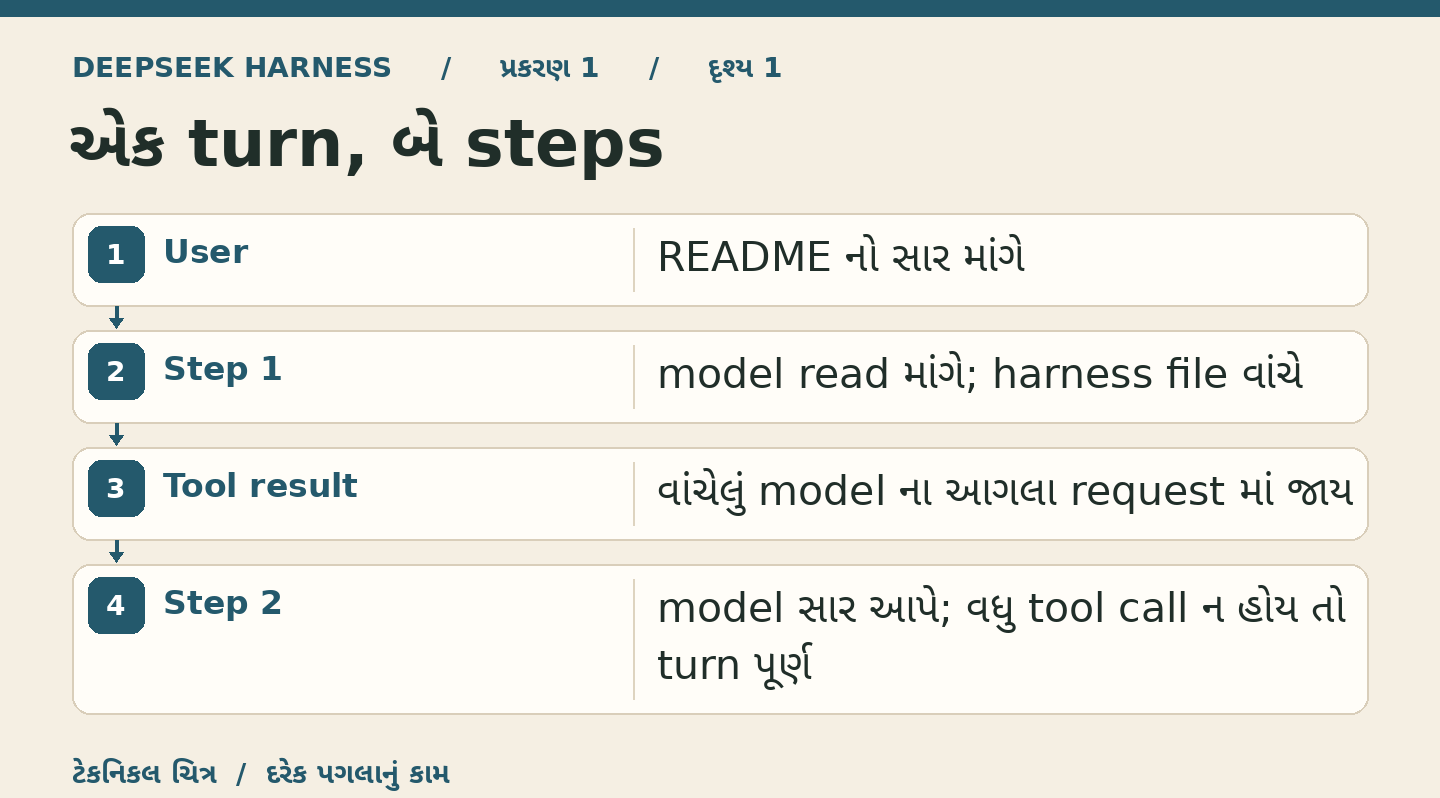 DEEPSEEK HARNESS / પ્રકરણ 1 / દૃશ્ય 1
એક turn, બે steps
1 User README નો સાર માંગે
2 Step 1 model read માંગે; harness file વાંચે
3 Tool result વાંચેલું model ના આગલા request માં જાય
4 Step 2 model સાર આપે; વધુ tool call ન હોય તો
turn પૂર્ણ
ટેકનિકલ ચિત્ર / દરેક પગલાનું કામ